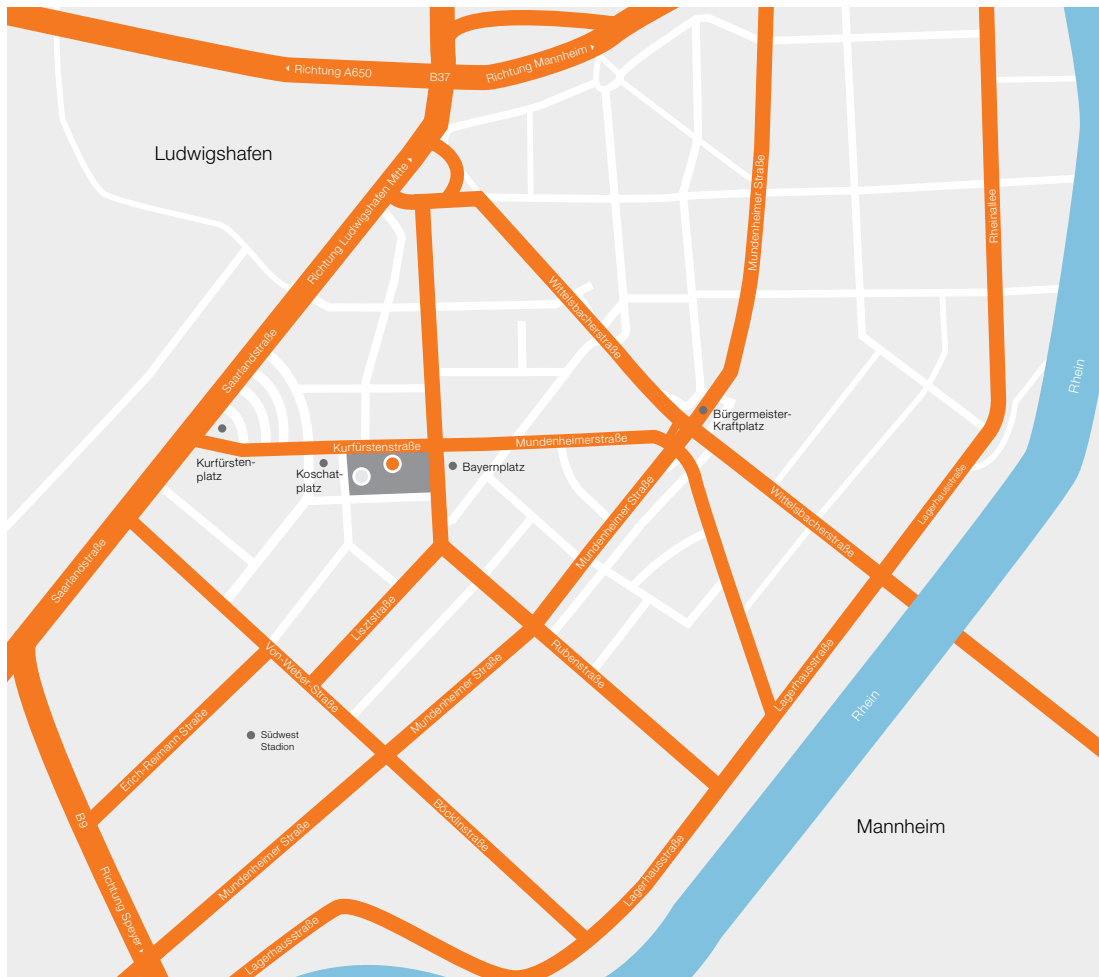 Richtung A650
B37
Richtung Mannheim
Ludwigshafen
Richtung Ludwigshafen Mitte
Mundenheimer Straße
Rheinallee
Wittelsbacherstraße
Saarlandstraße
Rhein
Bürgermeister-
Kraftplatz
Kurfürstenstraße
Mundenheimerstraße
Kurfürsten-
platz
Koschat-
platz
Bayernplatz
Lagerhausstraße
Wittelsbacherstraße
Mundenheimer Straße
Saarlandstraße
Lisztstraße
Von-Weber-Straße
Rubenstraße
Mundenheimer Straße
Lagerhausstraße
Rhein
Erich-Reimann Straße
Südwest
Stadion
B9
Böcklinstraße
Mannheim
Mundenheimer Straße
Lagerhausstraße
Richtung Speyer
Lagerhausstraße